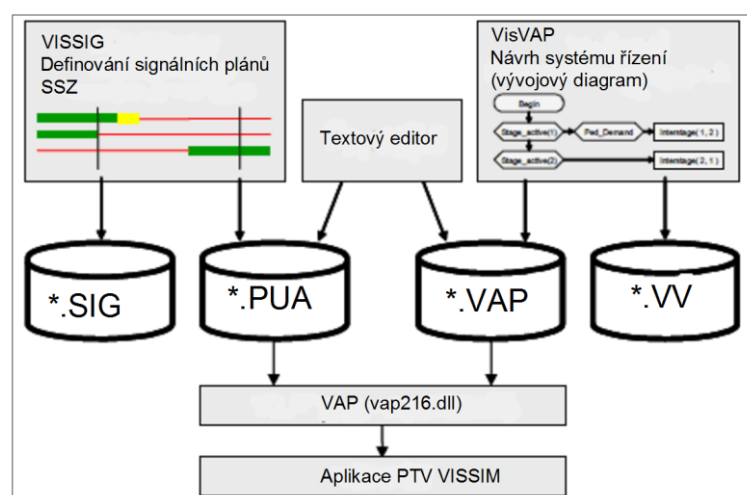 VISSIG
Definování signálních plánů
SSZ
VisVAP
Návrh systému řízení
(vývojový diagram)
Begin
Stage_active(1)
Ped_Demand
Interstage( 1, 2 )
Stage_active(2)
Interstage( 2, 1 )
Textový editor
*.SIG
*.PUA
*.VAP
*.VV
VAP (vap216.dll)
Aplikace PTV VISSIM